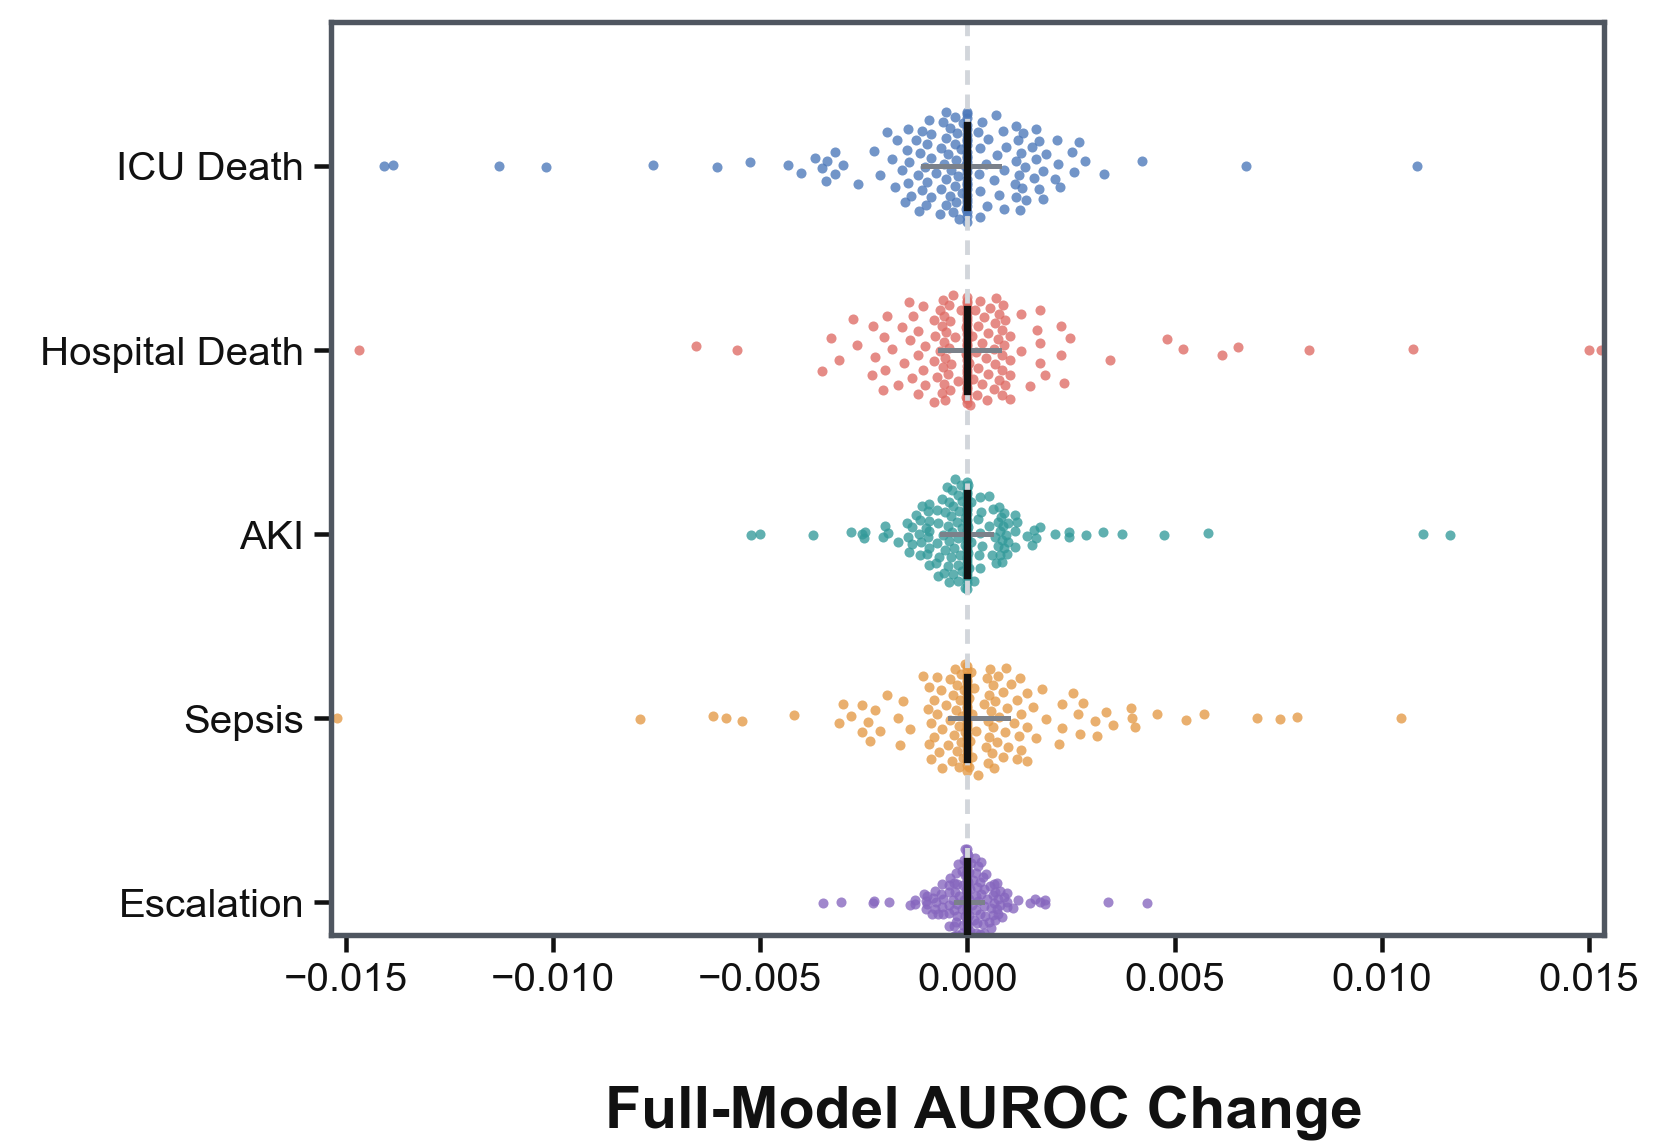 ICU Death
Hospital Death
AKI
Sepsis
Escalation
−0.015 −0.010 −0.005 0.000 0.005 0.010 0.015
Full-Model AUROC Change